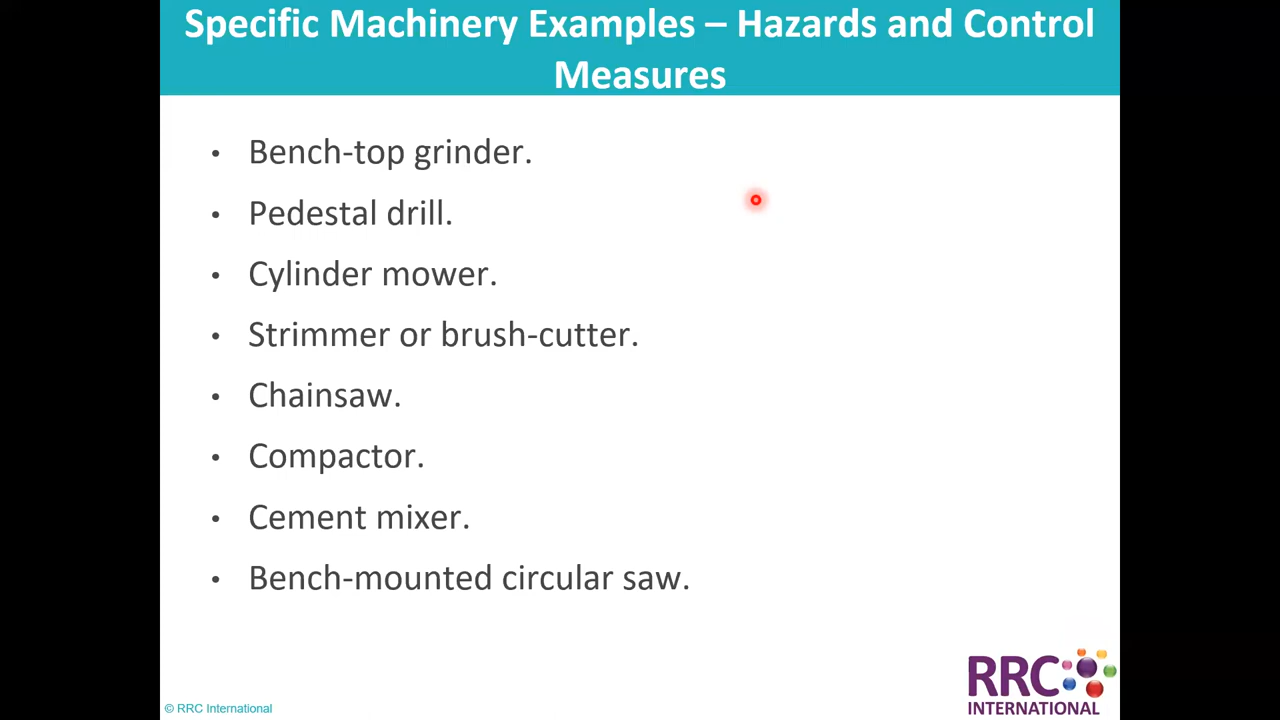 Specific Machinery Examples – Hazards and Control
Measures
• Bench-top grinder.
• Pedestal drill.
• Cylinder mower.
• Strimmer or brush-cutter.
• Chainsaw.
• Compactor.
• Cement mixer.
• Bench-mounted circular saw.
© RRC International
RRC
INTERNATIONAL